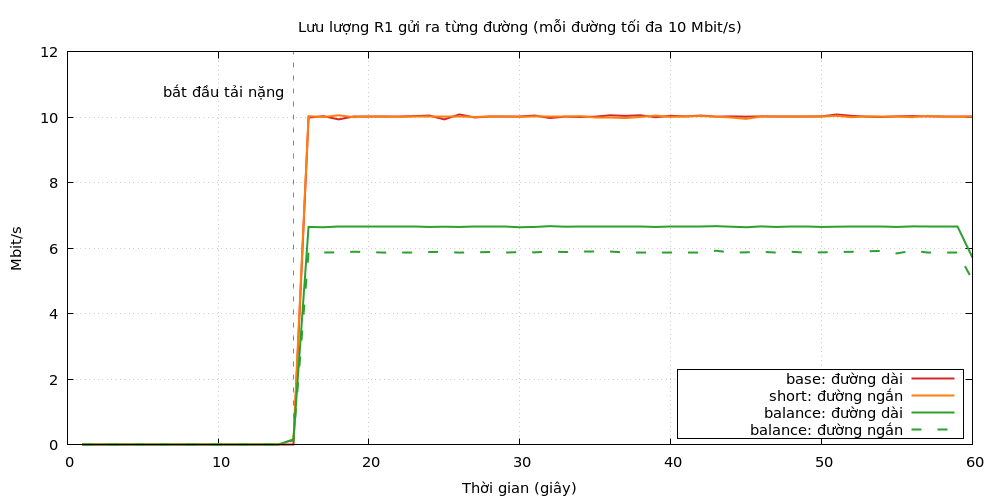 Lưu lượng R1 gửi ra từng đường (mỗi đường tối đa 10 Mbit/s)
12
bắt đầu tải nặng
10
8
6
Mbit/s
4
2
0
base: đường dài
short: đường ngắn
balance: đường dài
balance: đường ngắn
0 10 20 30 40 50 60
Thời gian (giây)